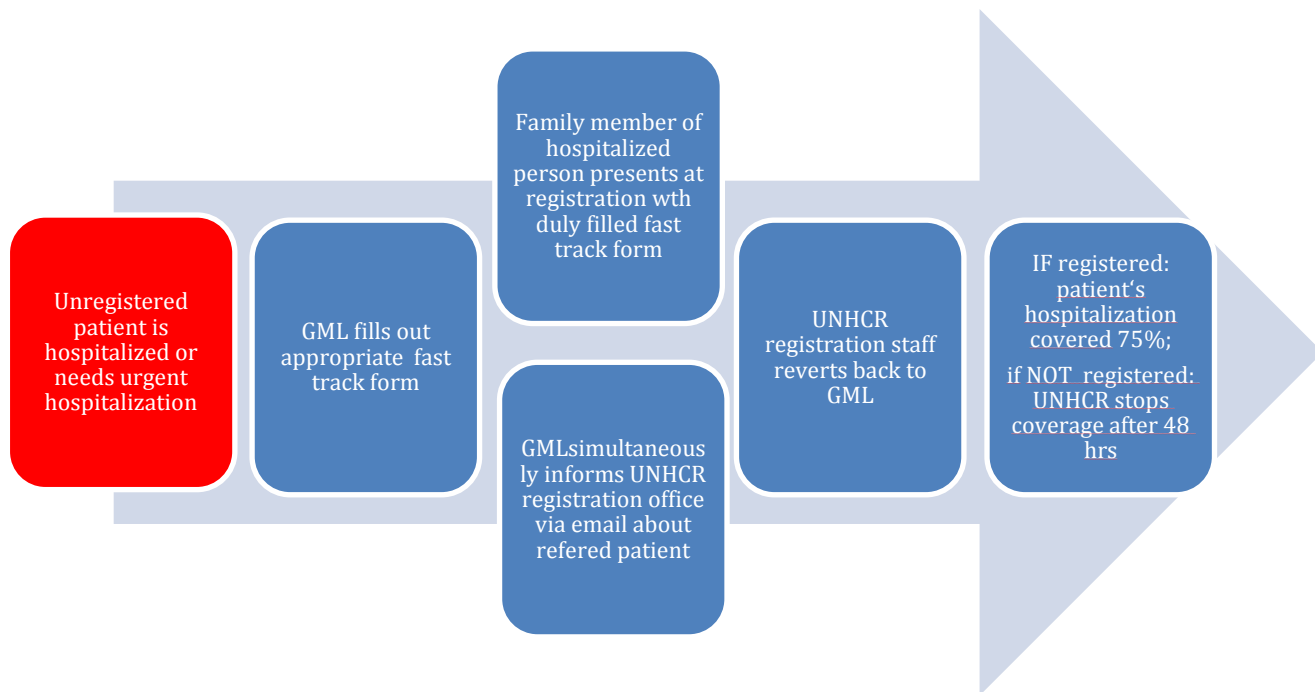 Unregistered
patient is
hospitalized or
needs urgent
hospitalization
GML fills out
appropriate  fast
track form
Family member of
hospitalized
person presents at
registration wth
duly filled fast
track form
GMLsimultaneous
ly informs UNHCR
registration office
via email about
refered patient
UNHCR
registration staff
reverts back to
GML
IF registered:
patient‘s
hospitalization
covered 75%;
if NOT  registered:
UNHCR stops
coverage after 48
hrs